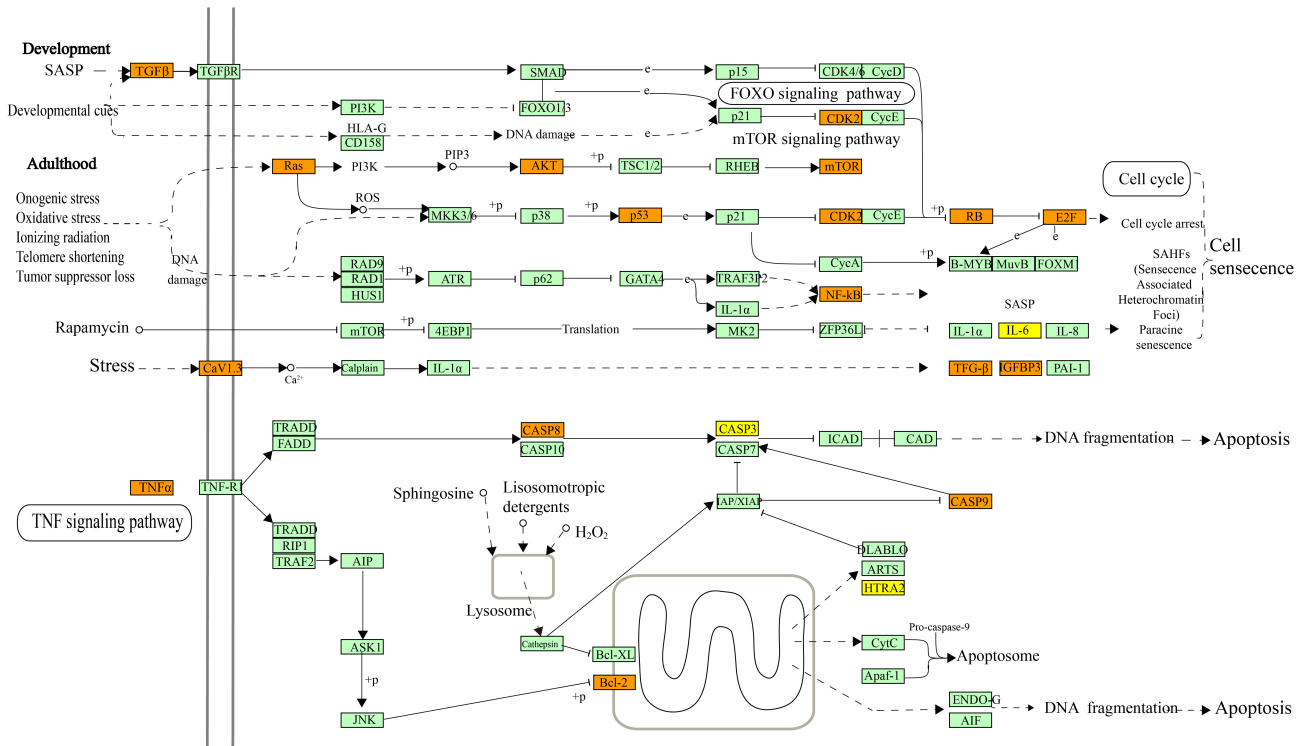 Development
SASP
TGFβ
TGFβR
SMAD
e
p15
CDK4/6
CycD
e
FOXO signaling pathway
Developmental cues
PI3K
FOXO1/3
p21
CDK2
CycE
HLA-G
CD158
DNA damage
e
mTOR signaling pathway
Adulthood
Ras
PI3K
PIP3
AKT
+p
TSC1/2
RHEB
mTOR
Cell cycle
Onogenic stress
Oxidative stress
Ionizing radiation
Telomere shortening
Tumor suppressor loss
ROS
MKK3/6
+p
p38
+p
p53
e
p21
CDK2
CycE
+p
RB
E2F
Cell cycle arrest
e
e
DNA
damage
RAD9
RAD1
HUS1
+p
ATR
p62
GATA4
e
TRAF3P2
IL-1α
CycA
+p
B-MYB
MuvB
FOXM1
NF-kB
SAHFs
(Sensecence
Associated
Heterochromatin
Foci)
Paracine
senescence
Cell
sensecence
SASP
Rapamycin
mTOR
+p
4EBP1
Translation
MK2
ZFP36L1
IL-1α
IL-6
IL-8
Stress
CaV1.3
Ca²⁺
Calplain
IL-1α
TFG-β
IGFBP3
PAI-1
TRADD
FADD
CASP8
CASP10
CASP3
CASP7
ICAD
CAD
DNA fragmentation
Apoptosis
TNFα
TNF-R1
TNF signaling pathway
Sphingosine
Lisosomotropic
detergents
H₂O₂
IAP/XIAP
CASP9
TRADD
RIP1
TRAF2
AIP
DLABLO
ARTS
HTRA2
Lysosome
Cathepsin
ASK1
Bcl-XL
CytC
Pro-caspase-9
Apoptosome
+p
Bcl-2
+p
Apaf-1
JNK
ENDO-G
AIF
DNA fragmentation
Apoptosis